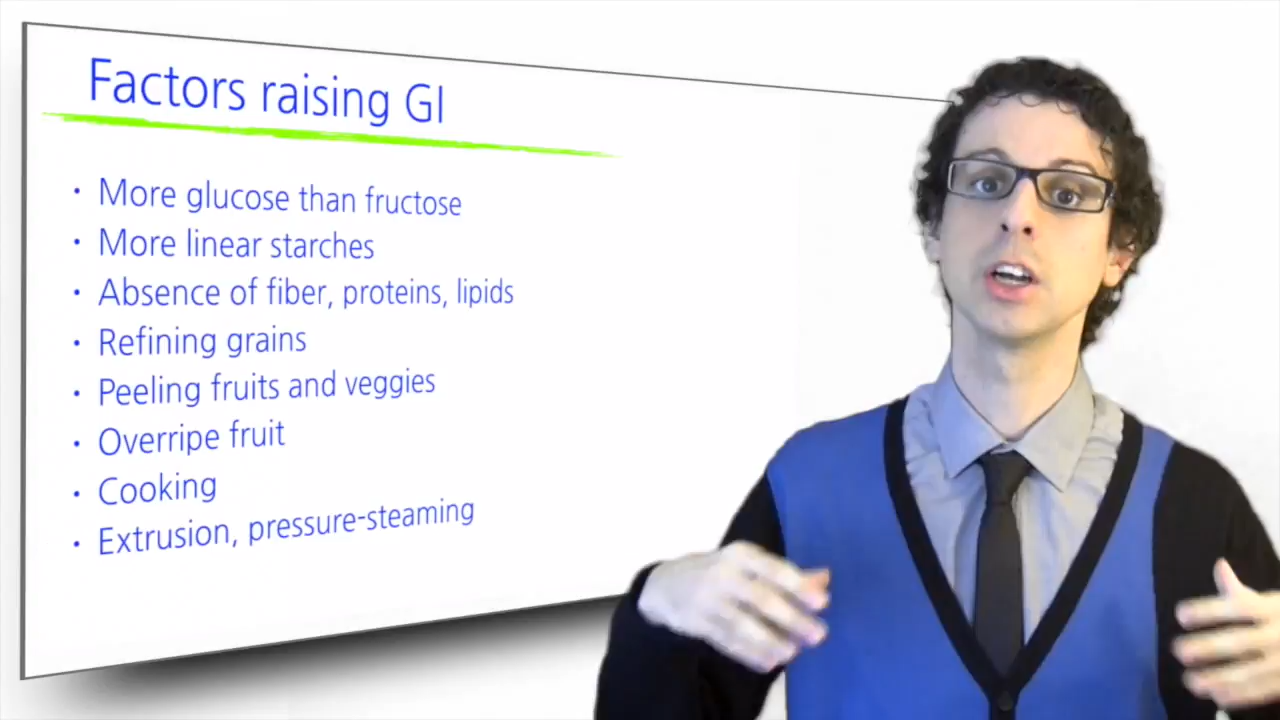 Factors raising GI
• More glucose than fructose
• More linear starches
• Absence of fiber, proteins, lipids
• Refining grains
• Peeling fruits and veggies
• Overripe fruit
• Cooking
• Extrusion, pressure-steaming